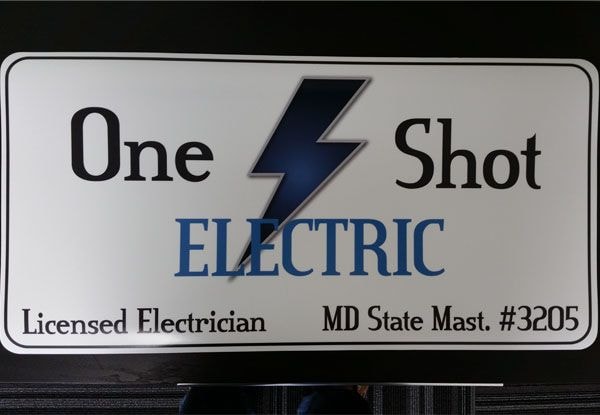 One Shot
ELECTRIC
Licensed Electrician MD State Mast. #3205